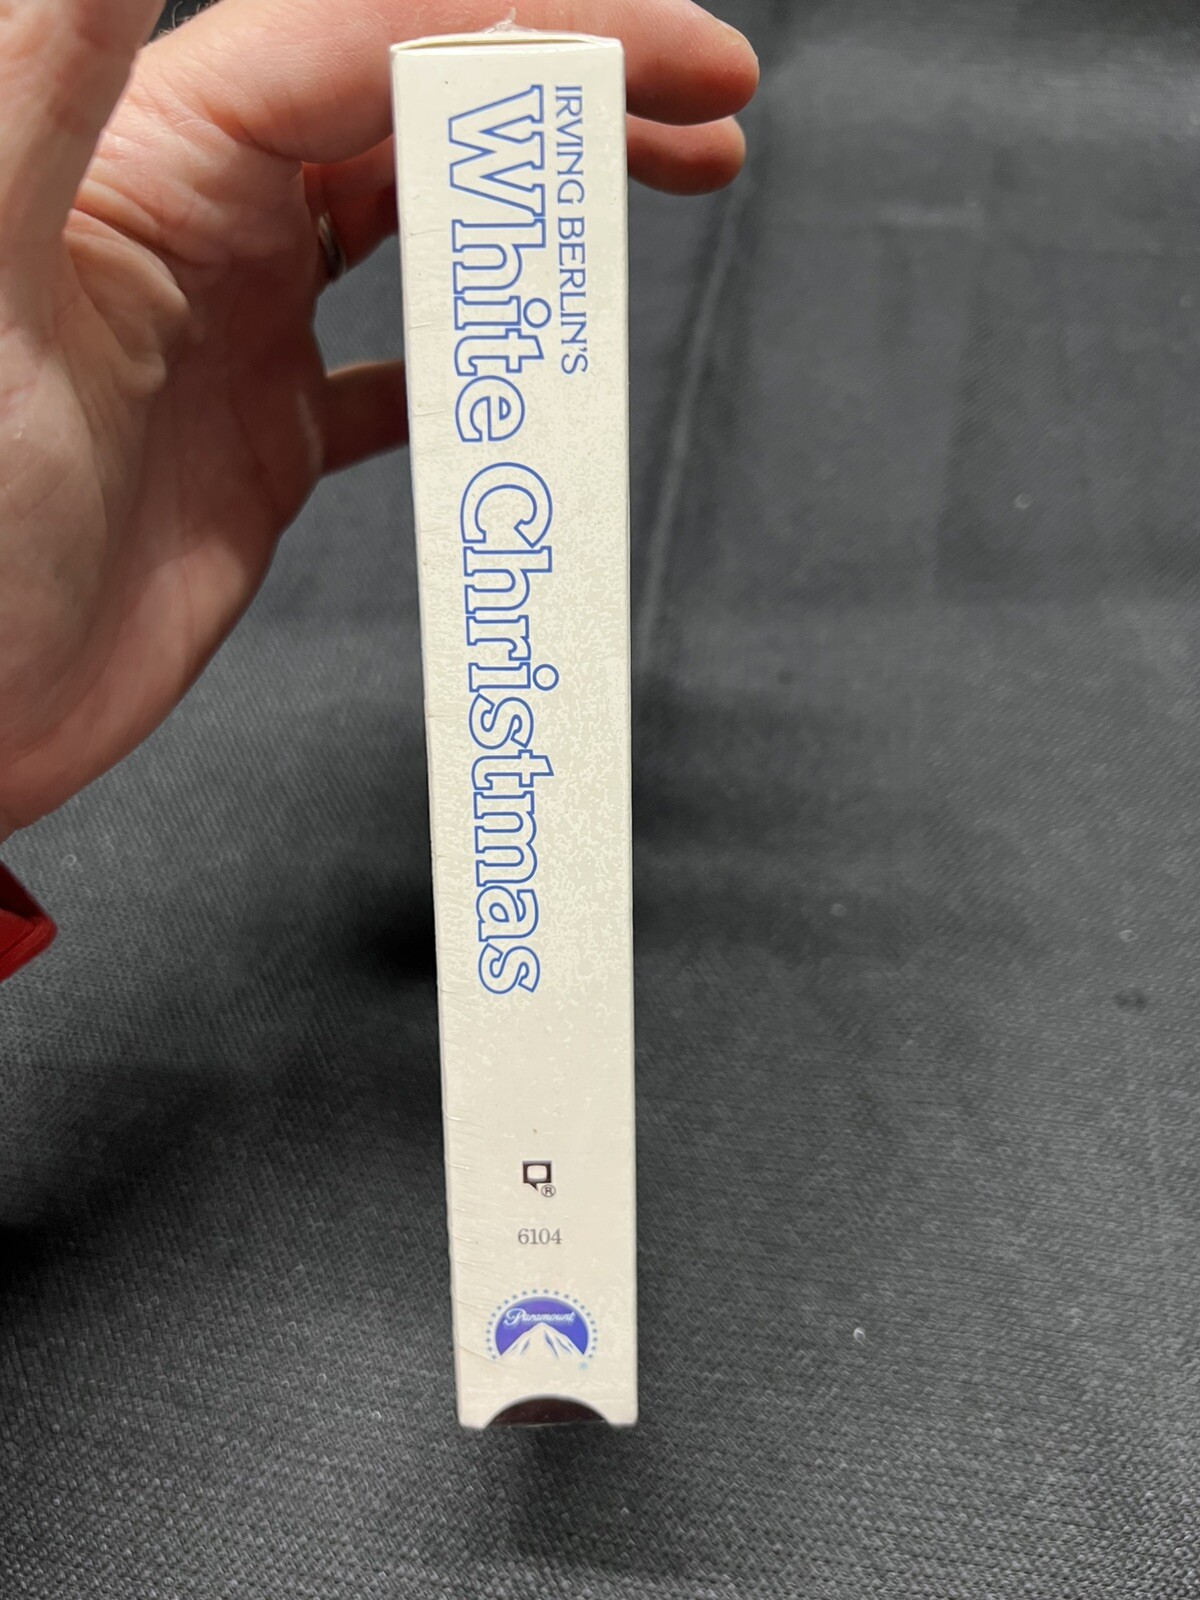 IRVING BERLIN'S
White Christmas
®
6104
Paramount